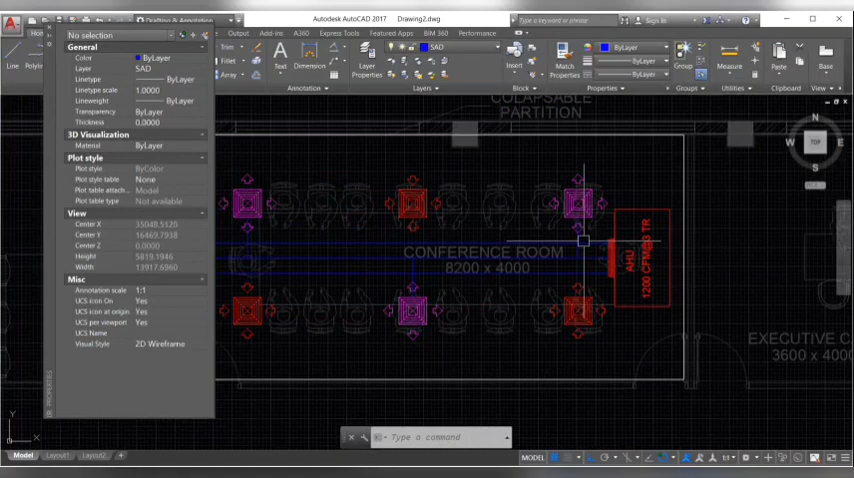 Drafting & Annotation
Autodesk AutoCAD 2017 Drawing2.dwg
Type a keyword or phrase
Sign In
Output
Add-ins
A360
Express Tools
Featured Apps
BIM 360
Performance
Line
Trim
Fillet
Array
Text
Dimension
Annotation
Layer
Properties
SAD
Layers
Insert
Block
Match
Properties
ByLayer
ByLayer
ByLayer
Properties
Group
Groups
Measure
Utilities
Paste
Clipboard
Base
View
No selection
General
Color ByLayer
Layer SAD
Linetype ByLayer
Linetype scale 1.0000
Lineweight ByLayer
Transparency ByLayer
Thickness 0.0000
3D Visualization
Material ByLayer
Plot style
Plot style ByColor
Plot style table None
Plot table attach... Model
Plot table type Not available
View
Center X 35048.5120
Center Y 16469.7938
Center Z 0.0000
Height 5819.1946
Width 13917.6960
Misc
Annotation scale 1:1
UCS icon On Yes
UCS icon at origin Yes
UCS per viewport Yes
UCS Name
Visual Style 2D Wireframe
PROPERTIES
COLAPSABLE
PARTITION
N
W TOP E
S
CONFERENCE ROOM
8200 x 4000
AHU
EXECUTIVE CA
3600 x 4000
Y
X
Type a command
Model Layout1 Layout2 +
MODEL
1:1